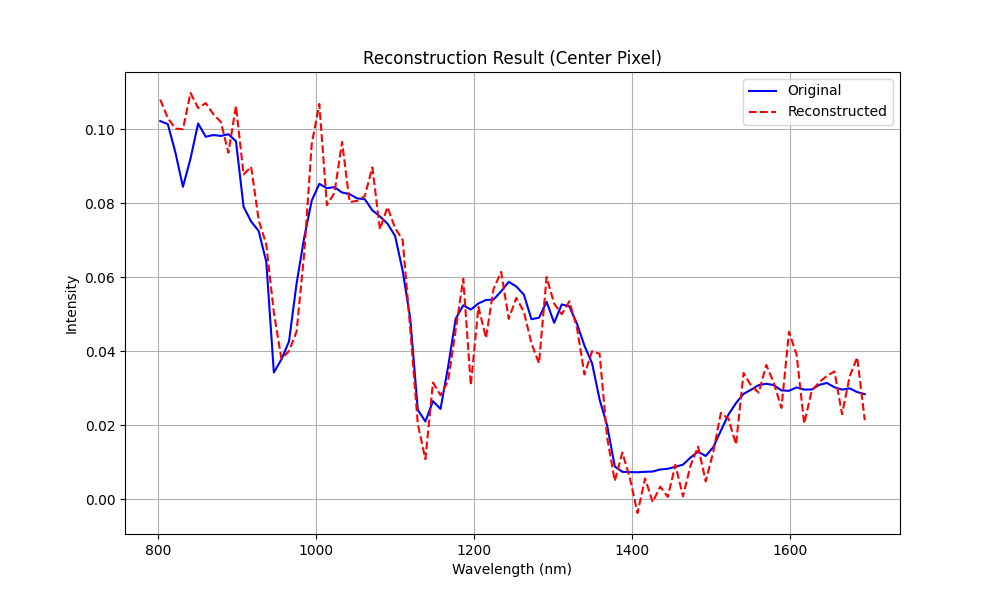 Reconstruction Result (Center Pixel)
Original
Reconstructed
Intensity
0.10
0.08
0.06
0.04
0.02
0.00
800 1000 1200 1400 1600
Wavelength (nm)